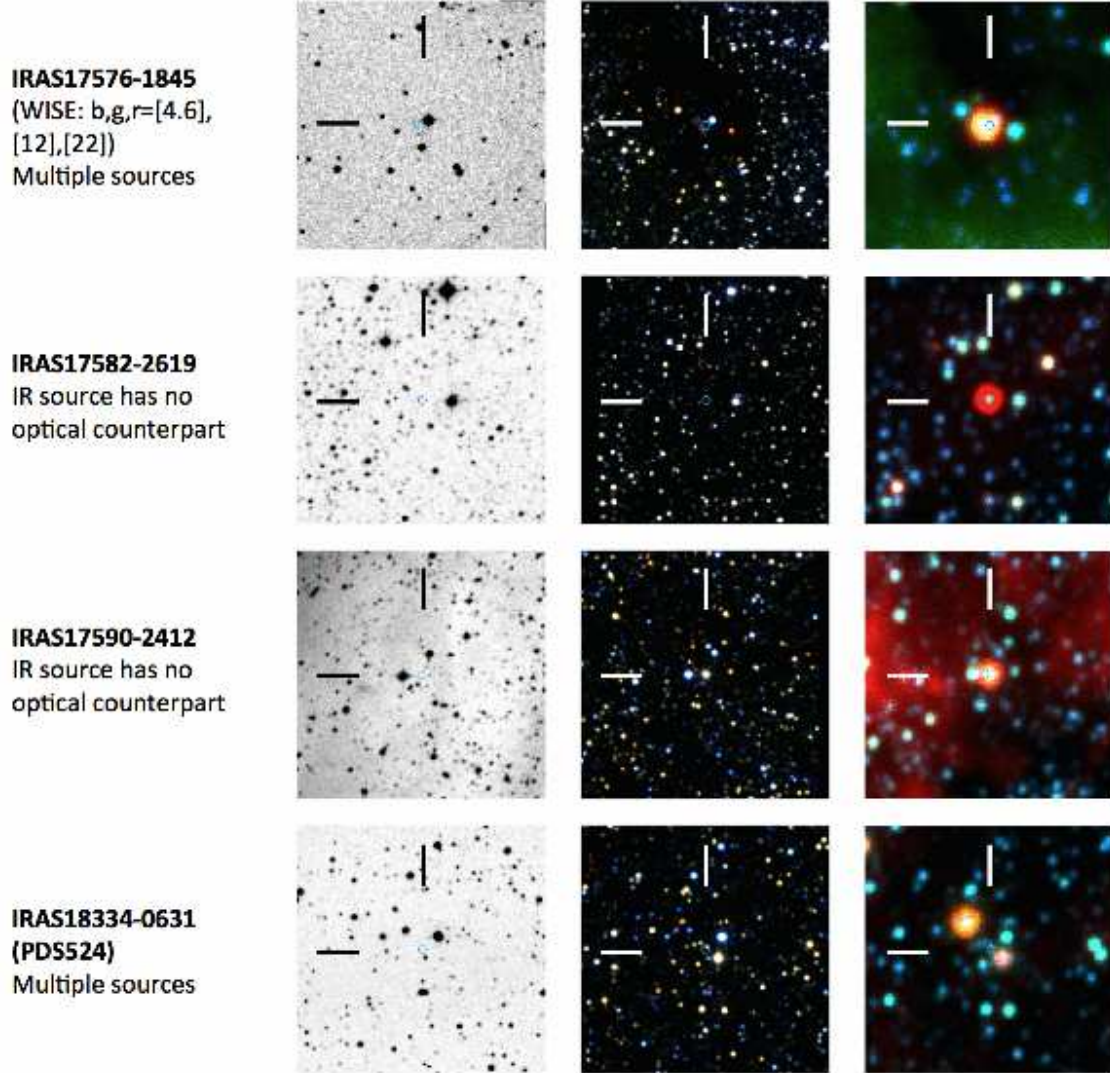 IRAS17576-1845
(WISE: b,g,r=[4.6],
[12],[22])
Multiple sources
IRAS17582-2619
IR source has no
optical counterpart
IRAS17590-2412
IR source has no
optical counterpart
IRAS18334-0631
(PDS524)
Multiple sources